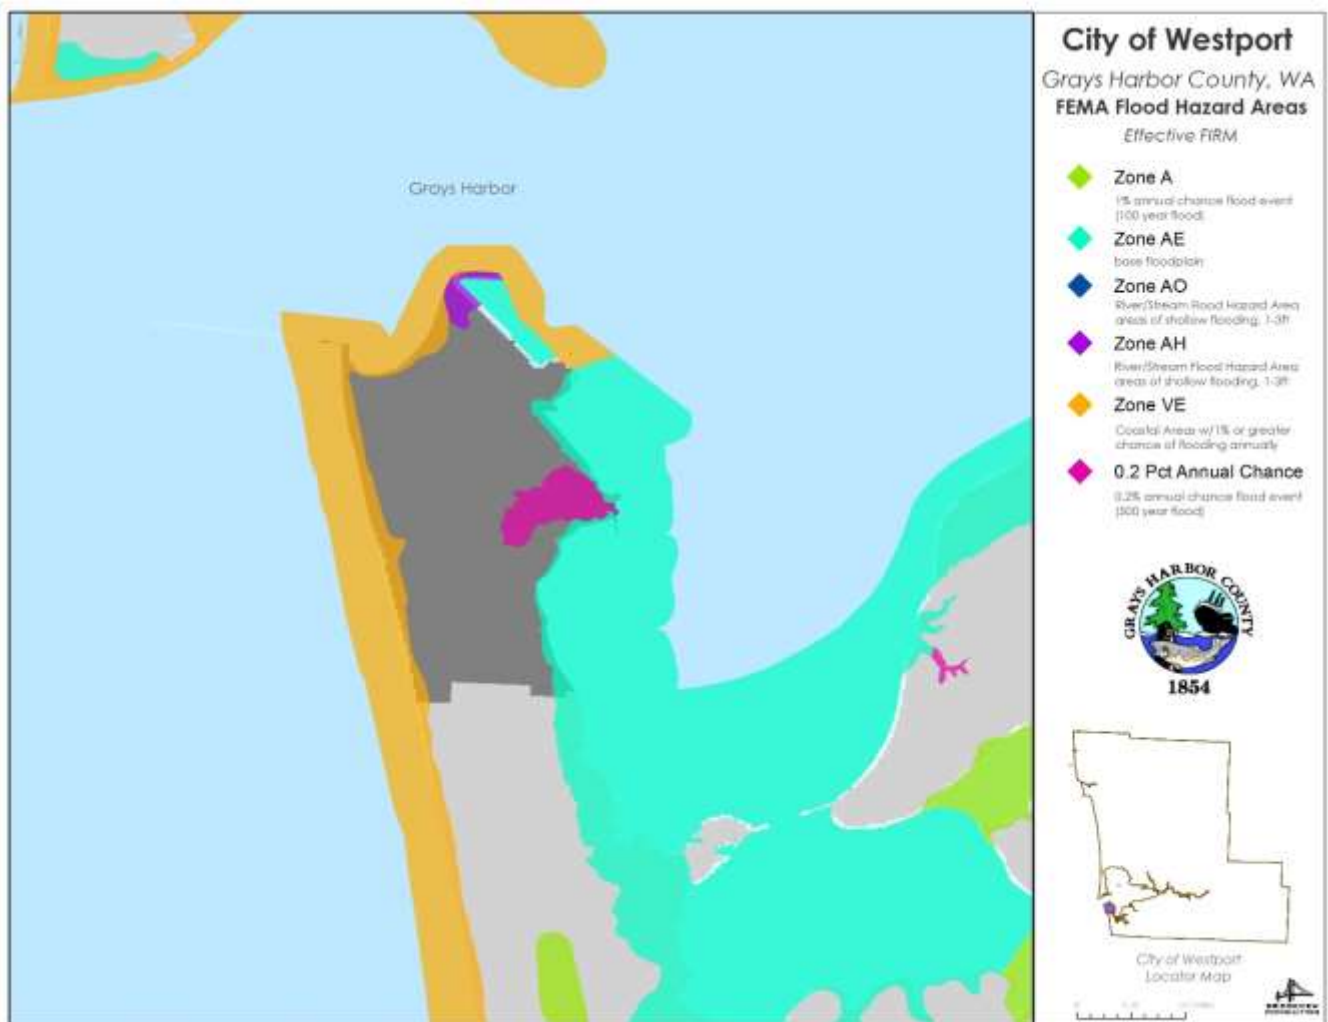 City of Westport
Grays Harbor County, WA
FEMA Flood Hazard Areas
Effective FIRM
Grays Harbor
Zone A
1% annual chance flood event
(100 year flood)
Zone AE
base floodplain
Zone AO
River/Stream Flood Hazard Area
areas of shallow flooding, 1-3ft
Zone AH
River/Stream Flood Hazard Area
areas of shallow flooding, 1-3ft
Zone VE
Coastal Areas w/1% or greater
chance of flooding annually
0.2 Pct Annual Chance
0.2% annual chance flood event
(500 year flood)
GRAYS HARBOR COUNTY
1854
City of Westport
Locator Map